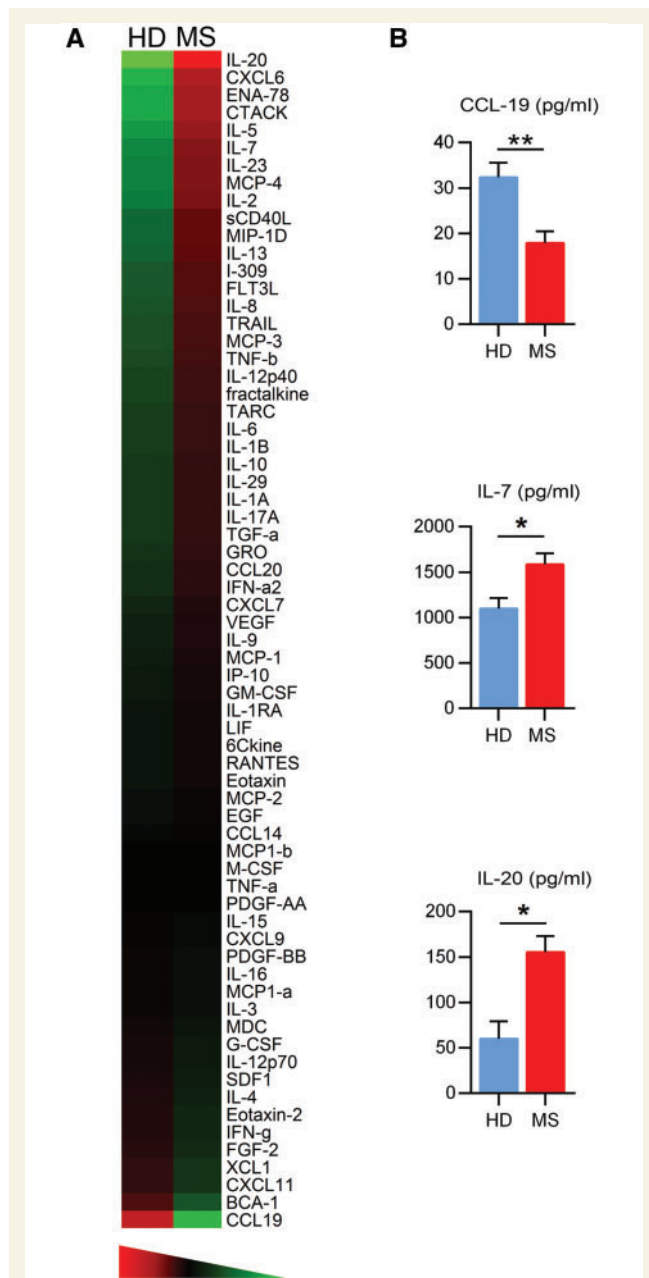 A
HD MS
IL-20
CXCL6
ENA-78
CTACK
IL-5
IL-7
IL-23
MCP-4
IL-2
sCD40L
MIP-1D
IL-13
I-309
FLT3L
IL-8
TRAIL
MCP-3
TNF-b
IL-12p40
fractalkine
TARC
IL-6
IL-1B
IL-10
IL-29
IL-1A
IL-17A
TGF-a
GRO
CCL20
IFN-a2
CXCL7
VEGF
IL-9
MCP-1
IP-10
GM-CSF
IL-1RA
LIF
6Ckine
RANTES
Eotaxin
MCP-2
EGF
CCL14
MCP1-b
M-CSF
TNF-a
PDGF-AA
IL-15
CXCL9
PDGF-BB
IL-16
MCP1-a
IL-3
MDC
G-CSF
IL-12p70
SDF1
IL-4
Eotaxin-2
IFN-g
FGF-2
XCL1
CXCL11
BCA-1
CCL19
B
CCL-19 (pg/ml)
**
40
30
20
10
0
HD MS
IL-7 (pg/ml)
*
2000
1500
1000
500
0
HD MS
IL-20 (pg/ml)
*
200
150
100
50
0
HD MS